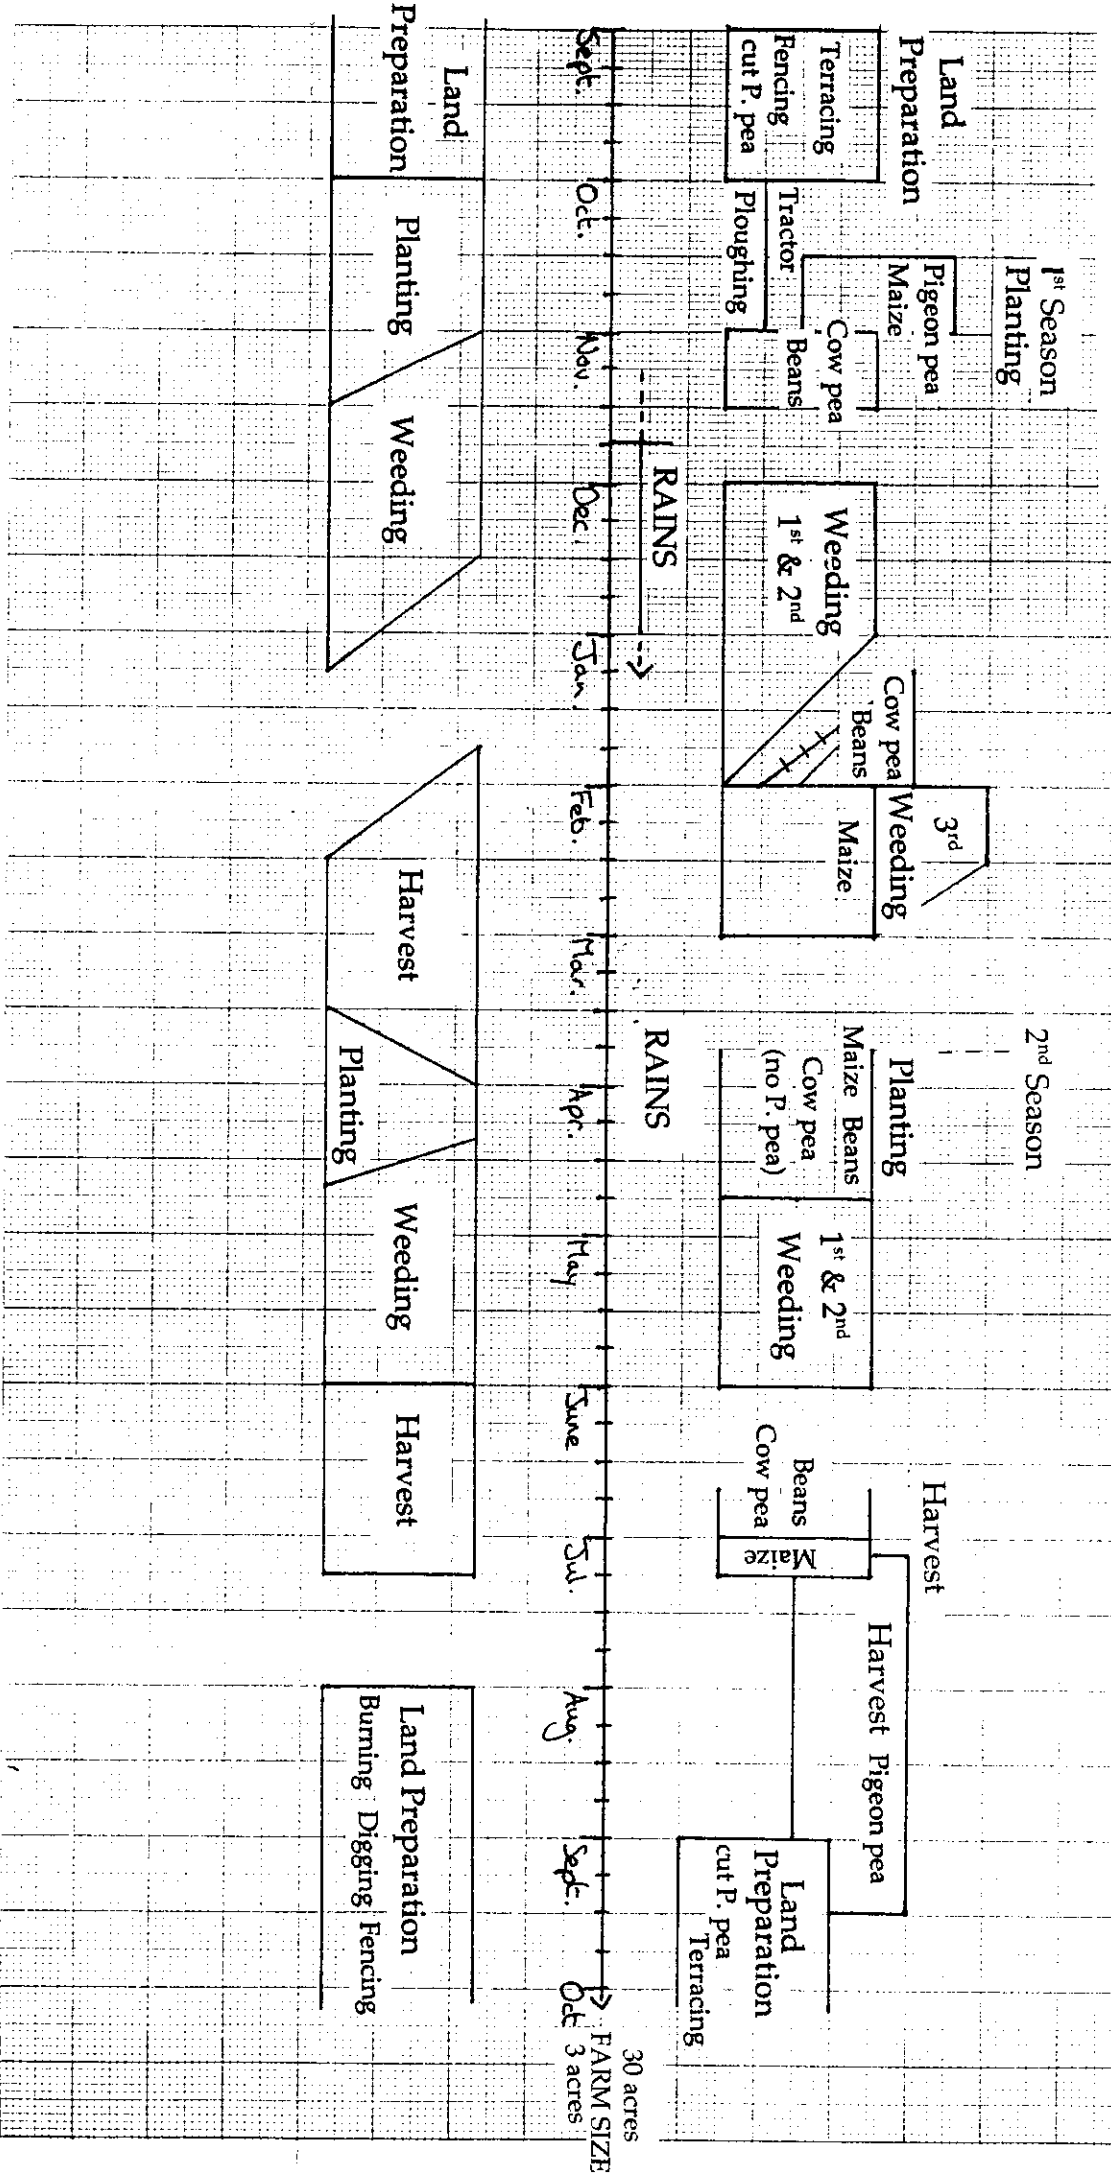 1st Season
Planting
2nd Season
Harvest
Land
Preparation
Pigeon pea
Maize
Cow pea
Beans
3rd
Weeding
Planting
Harvest Pigeon pea
Terracing
Fencing
cut P. pea
Tractor
Ploughing
Cow pea
Beans
Weeding
1st & 2nd
Maize
Maize Beans
Cow pea
(no P. pea)
1st & 2nd
Weeding
Beans
Cow pea
Maize
Land
Preparation
cut P. pea
Terracing
RAINS
RAINS
30 acres
FARM SIZE
3 acres
Sept. Oct. Nov. Dec. Jan. Feb. Mar. Apr. May June Jul. Aug. Sept. Oct
Land
Preparation
Planting
Weeding
Harvest
Planting
Weeding
Harvest
Land Preparation
Burning Digging Fencing